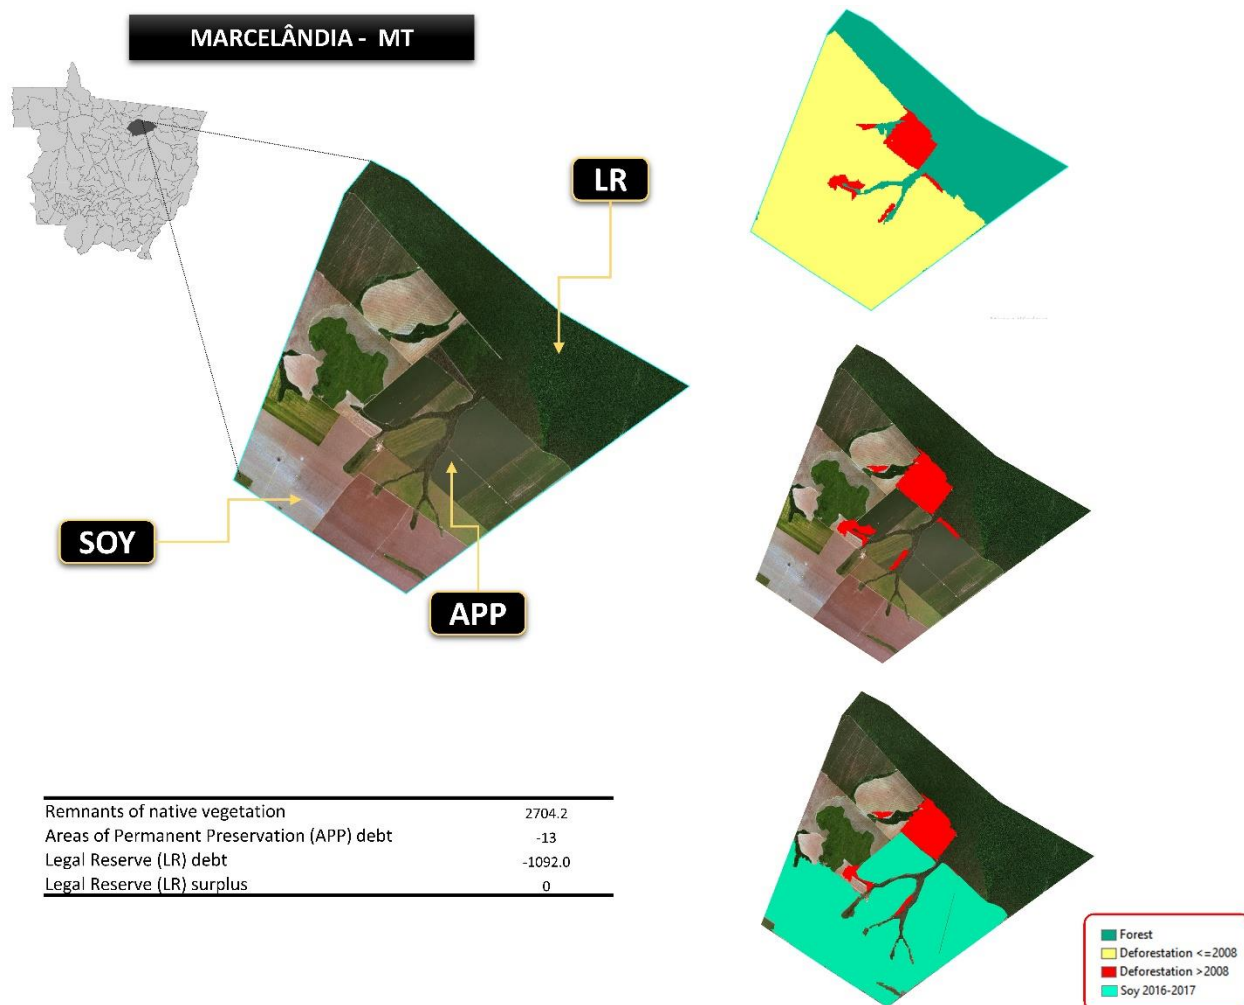 MARCELÂNDIA - MT
LR
SOY
APP
Remnants of native vegetation 2704.2
Areas of Permanent Preservation (APP) debt -13
Legal Reserve (LR) debt -1092.0
Legal Reserve (LR) surplus 0
Forest
Deforestation <=2008
Deforestation >2008
Soy 2016-2017